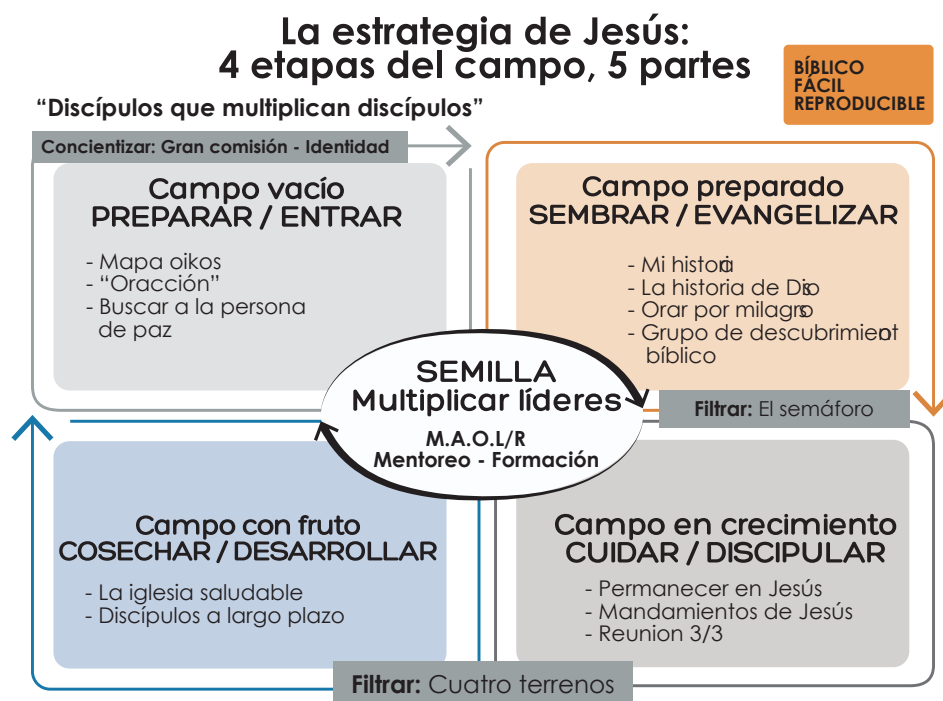 La estrategia de Jesús:
4 etapas del campo, 5 partes
BÍBLICO
FÁCIL
REPRODUCIBLE
“Discípulos que multiplican discípulos”
Concientizar: Gran comisión - Identidad
Campo vacío
PREPARAR / ENTRAR
- Mapa oikos
- “Oracción”
- Buscar a la persona
de paz
Campo preparado
SEMBRAR / EVANGELIZAR
- Mi historia
- La historia de Dios
- Orar por milagros
- Grupo de descubrimiento
bíblico
SEMILLA
Multiplicar líderes
M.A.O.L/R
Mentoreo - Formación
Filtrar: El semáforo
Campo con fruto
COSECHAR / DESARROLLAR
- La iglesia saludable
- Discípulos a largo plazo
Campo en crecimiento
CUIDAR / DISCIPULAR
- Permanecer en Jesús
- Mandamientos de Jesús
- Reunion 3/3
Filtrar: Cuatro terrenos